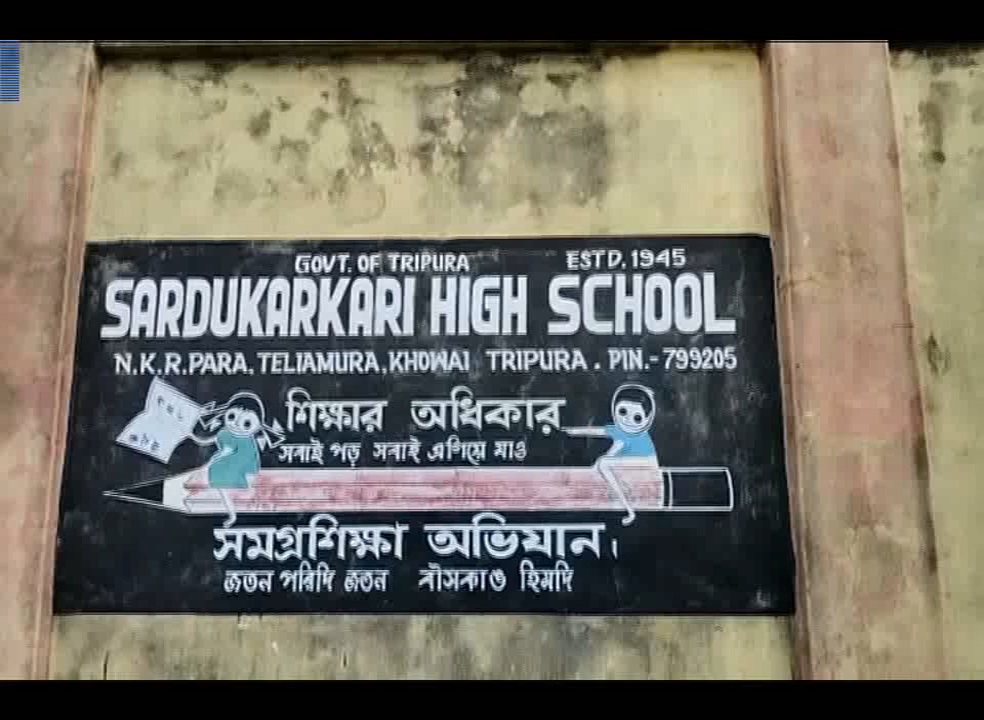 GOVT. OF TRIPURA ESTD. 1945
SARDUKARKARI HIGH SCHOOL
N.K.R.PARA, TELIAMURA, KHOWAI TRIPURA. PIN.- 799205
শিক্ষার অধিকার
সবাই পড় সবাই এগিয়ে যাও
সমগ্রশিক্ষা অভিযান।
জতন পরিদি জতন বাঁসকাঙ হিমদি